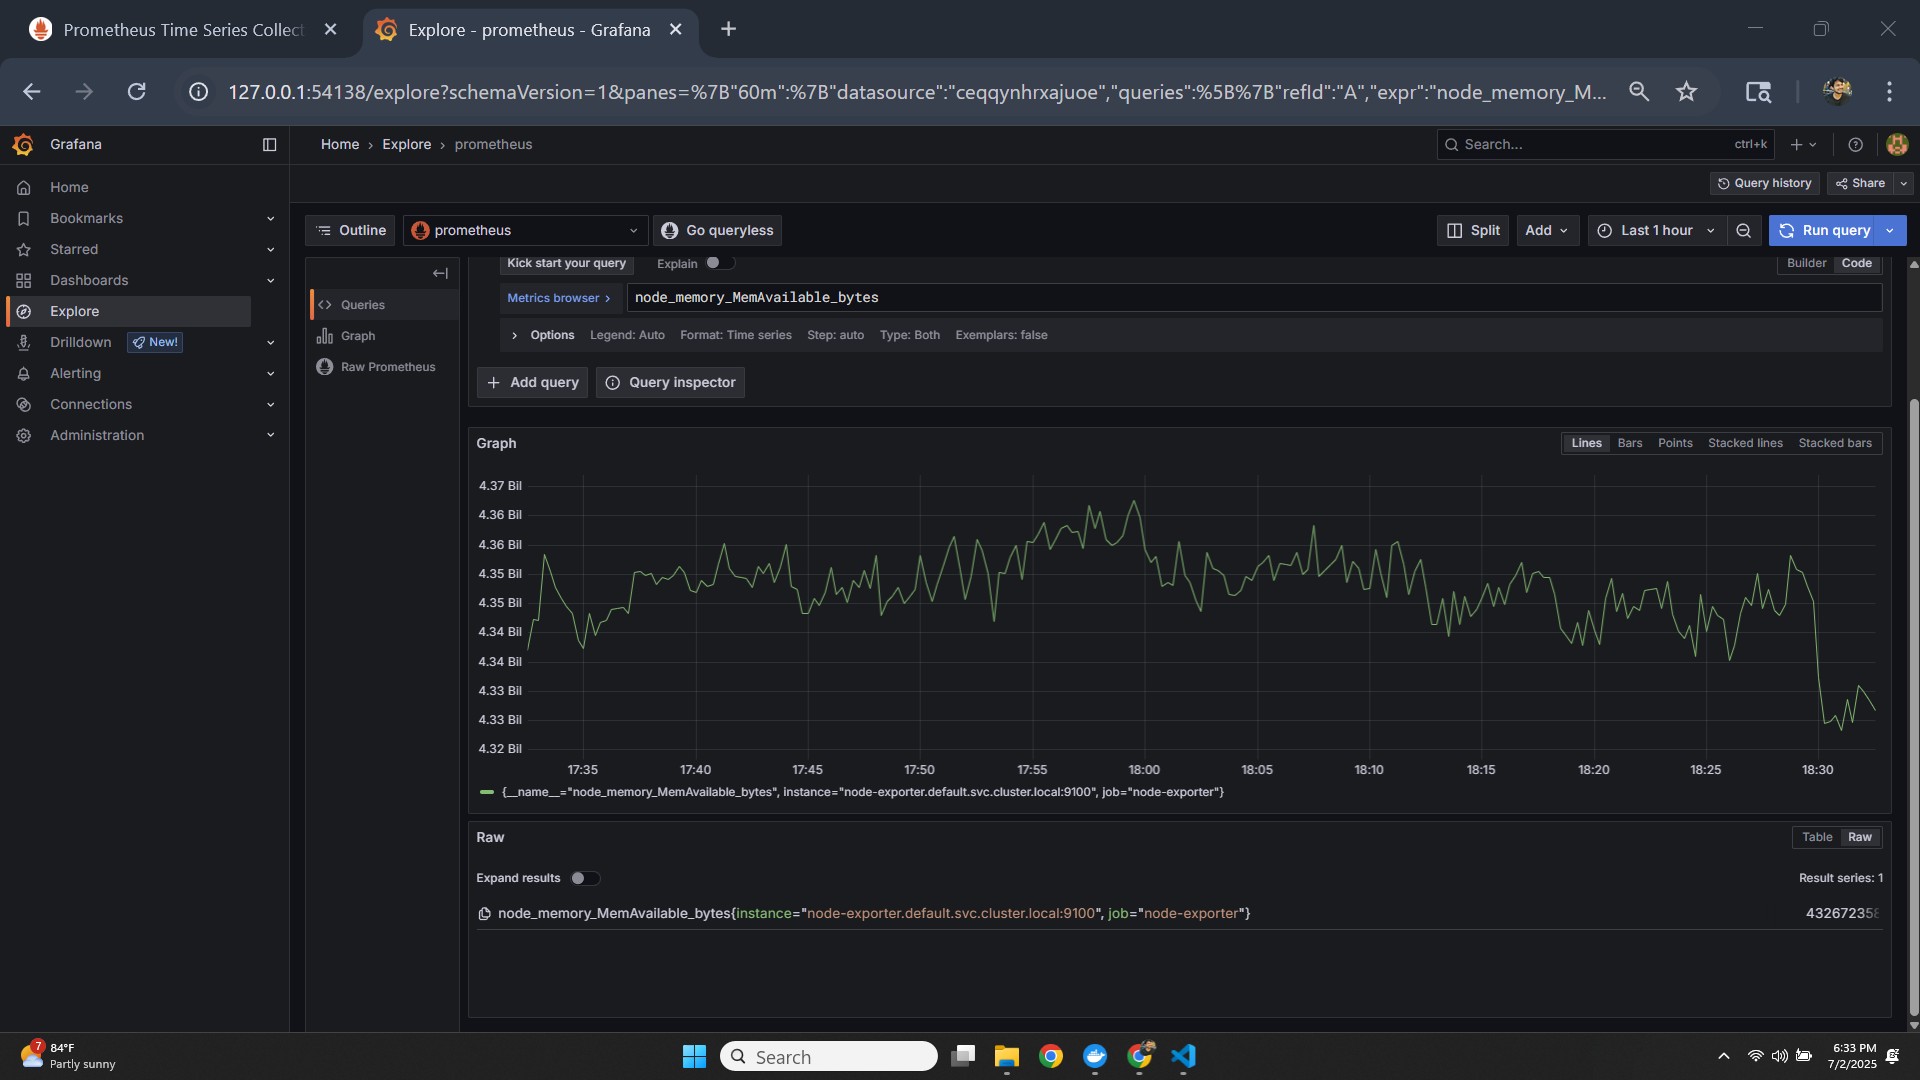 Prometheus Time Series Collect
Explore - prometheus - Grafana
127.0.0.1:54138/explore?schemaVersion=1&panes=%7B"60m":%7B"datasource":"ceqqynhrxajuoe","queries":%5B%7B"refId":"A","expr":"node_memory_M...
Grafana
Home › Explore › prometheus
Search... ctrl+k
Home
Bookmarks
Starred
Dashboards
Explore
Drilldown New!
Alerting
Connections
Administration
Query history
Share
Outline
prometheus
Go queryless
Split
Add
Last 1 hour
Run query
Queries
Graph
Raw Prometheus
Kick start your query
Explain
Builder Code
Metrics browser ›
node_memory_MemAvailable_bytes
Options Legend: Auto Format: Time series Step: auto Type: Both Exemplars: false
+ Add query
Query inspector
Graph
Lines Bars Points Stacked lines Stacked bars
4.37 Bil
4.36 Bil
4.36 Bil
4.35 Bil
4.35 Bil
4.34 Bil
4.34 Bil
4.33 Bil
4.33 Bil
4.32 Bil
17:35 17:40 17:45 17:50 17:55 18:00 18:05 18:10 18:15 18:20 18:25 18:30
{__name__="node_memory_MemAvailable_bytes", instance="node-exporter.default.svc.cluster.local:9100", job="node-exporter"}
Raw
Table Raw
Expand results
Result series: 1
node_memory_MemAvailable_bytes{instance="node-exporter.default.svc.cluster.local:9100", job="node-exporter"}
432672358
7
84°F
Partly sunny
Search
6:33 PM
7/2/2025